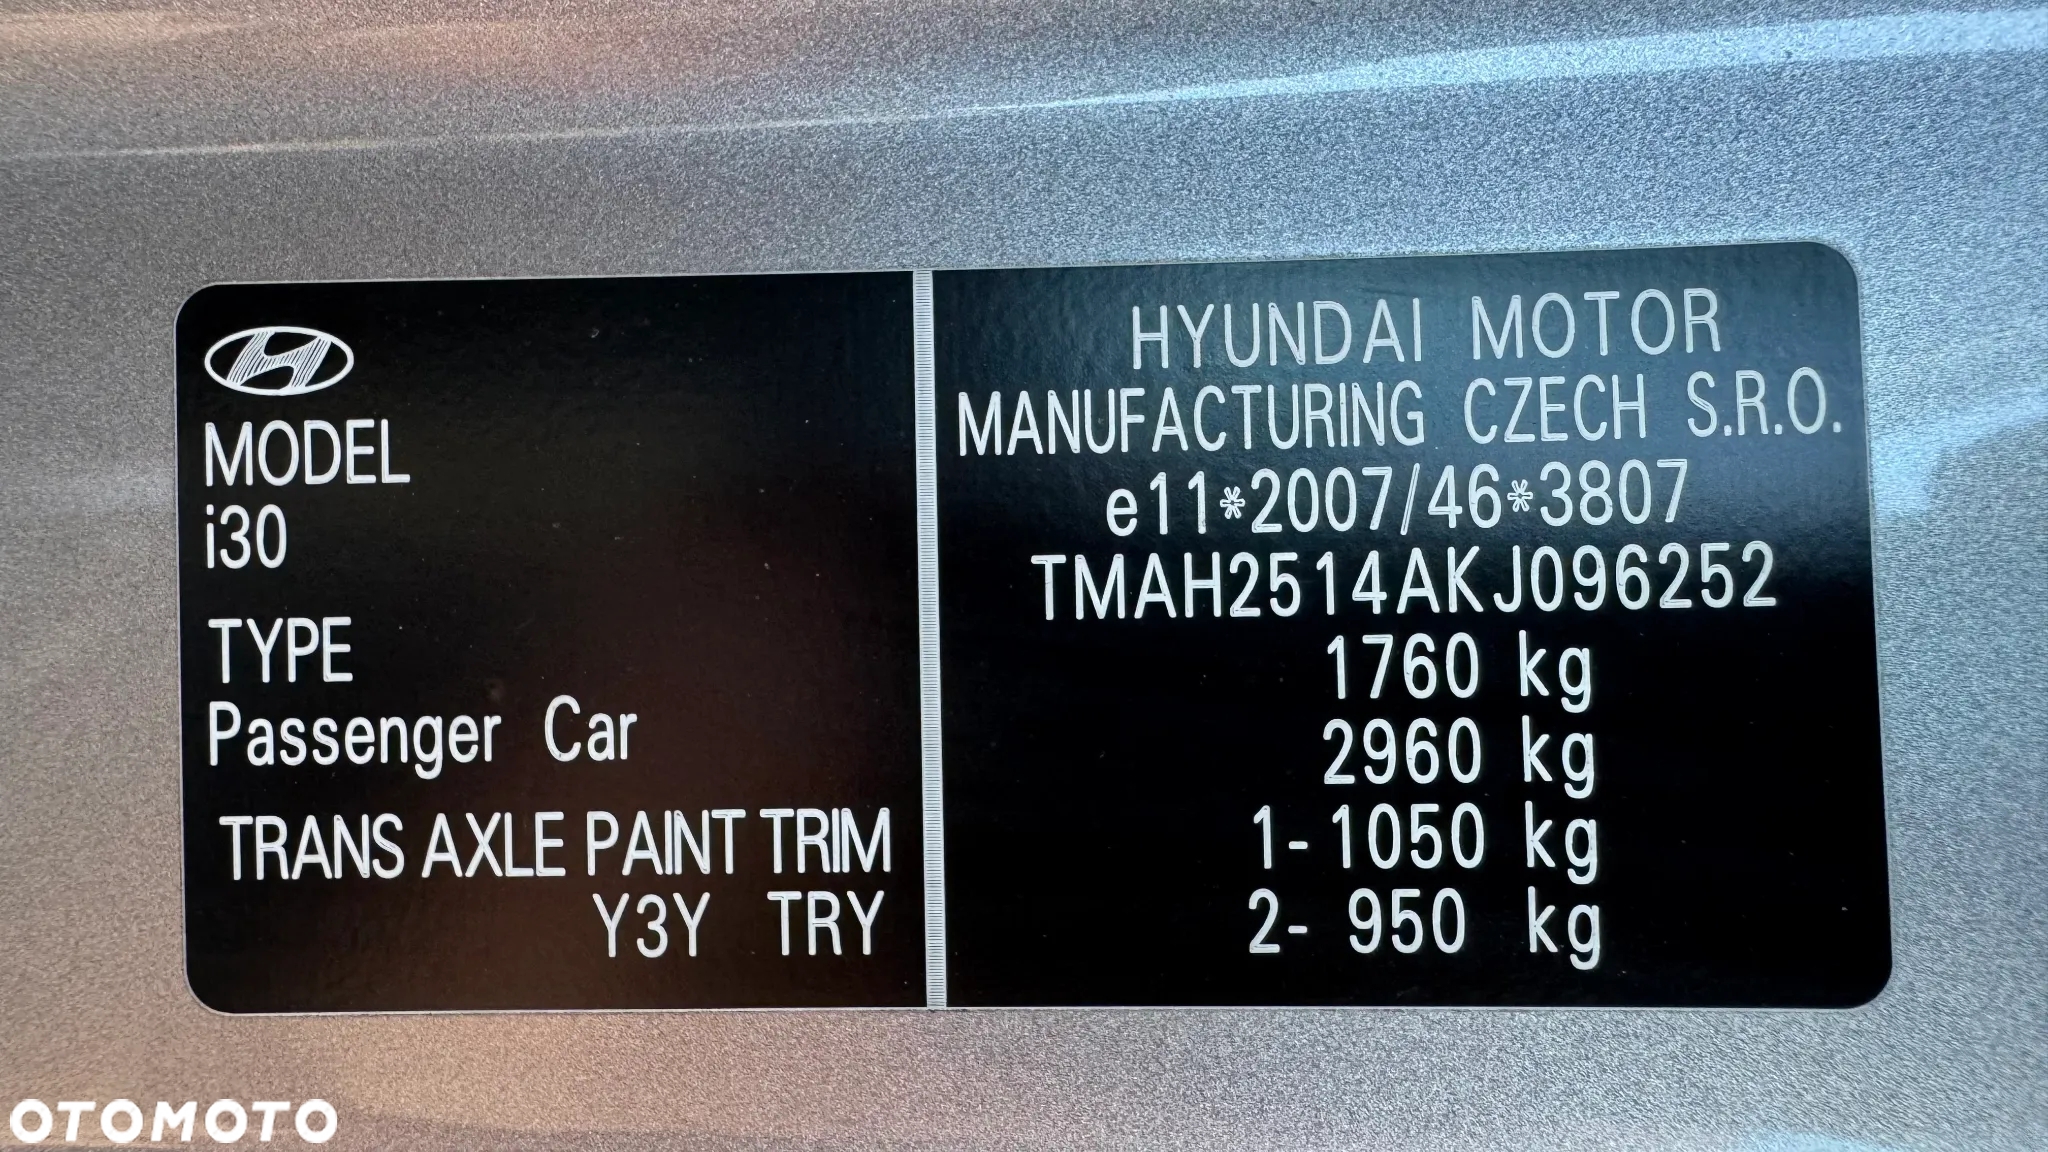 MODEL
i30
TYPE
Passenger Car
TRANS AXLE PAINT TRIM
Y3Y TRY
HYUNDAI MOTOR
MANUFACTURING CZECH S.R.O.
e11*2007/46*3807
TMAH2514AKJ096252
1760 kg
2960 kg
1- 1050 kg
2- 950 kg
OTOMOTO